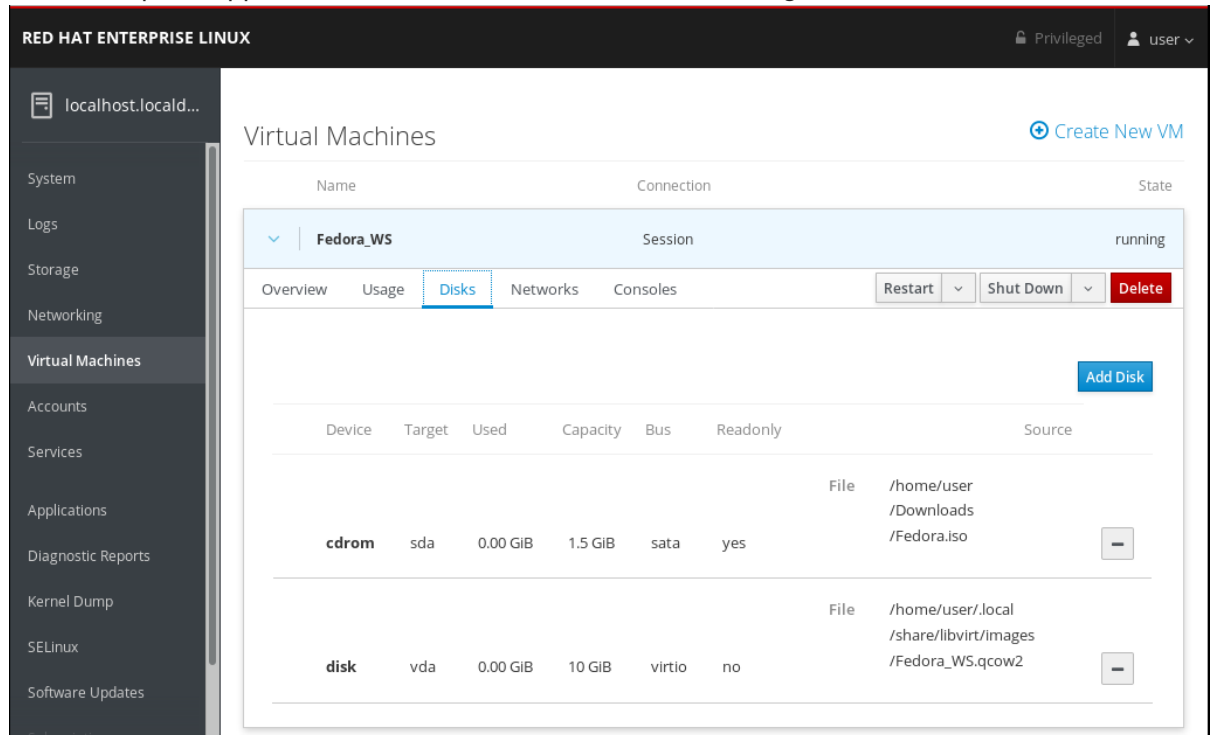 RED HAT ENTERPRISE LINUX
Privileged
user
localhost.locald...
Virtual Machines
Create New VM
System
Logs
Storage
Networking
Virtual Machines
Accounts
Services
Applications
Diagnostic Reports
Kernel Dump
SELinux
Software Updates
Name Connection State
Fedora_WS Session running
Overview Usage Disks Networks Consoles Restart Shut Down Delete
Add Disk
Device Target Used Capacity Bus Readonly Source
cdrom sda 0.00 GiB 1.5 GiB sata yes File /home/user
/Downloads
/Fedora.iso
disk vda 0.00 GiB 10 GiB virtio no File /home/user/.local
/share/libvirt/images
/Fedora_WS.qcow2